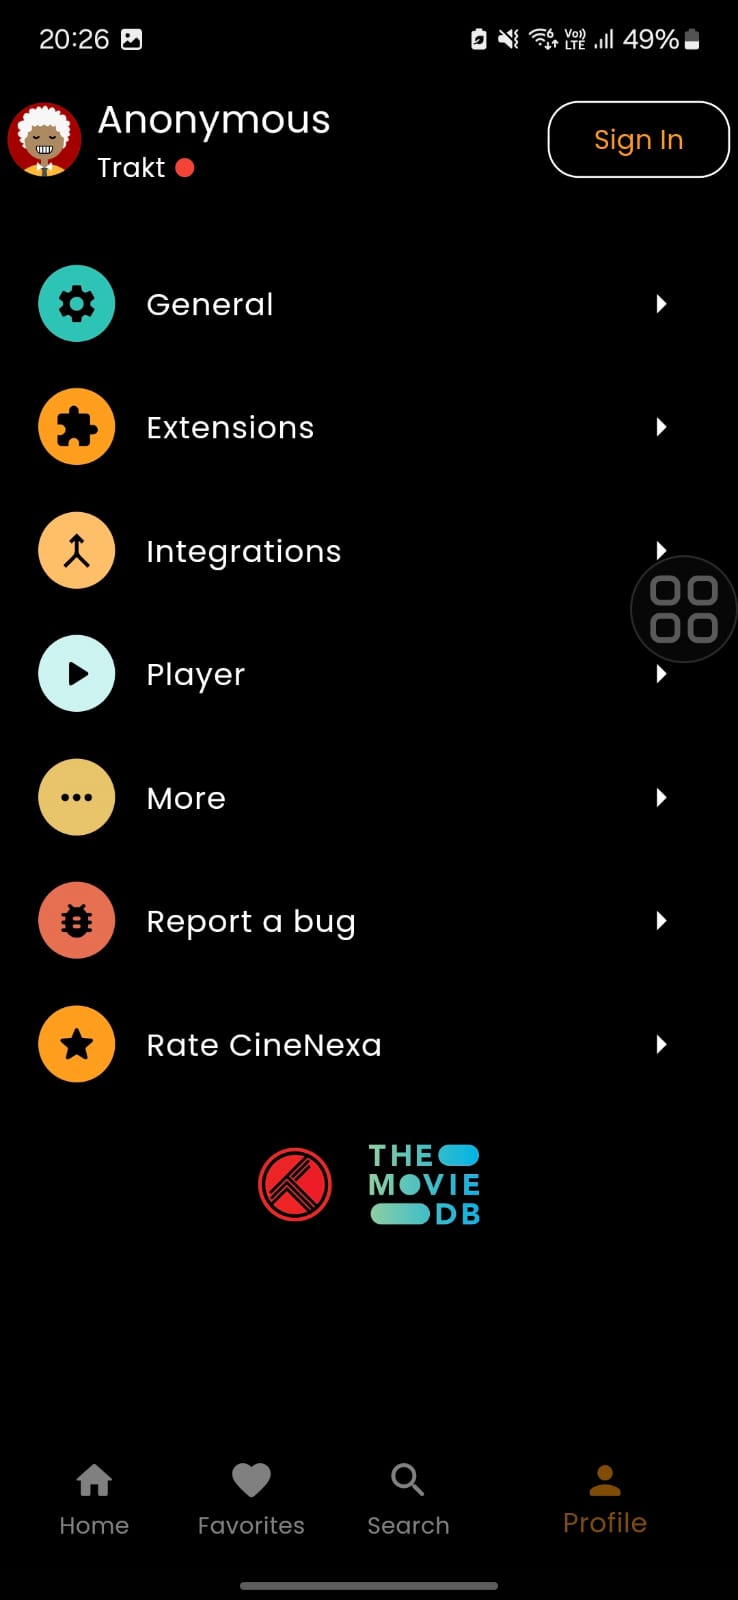 20:26
6 Vo)) LTE 49%
Anonymous
Trakt
Sign In
General
Extensions
Integrations
Player
More
Report a bug
Rate CineNexa
THE
MOVIE
DB
Home Favorites Search Profile